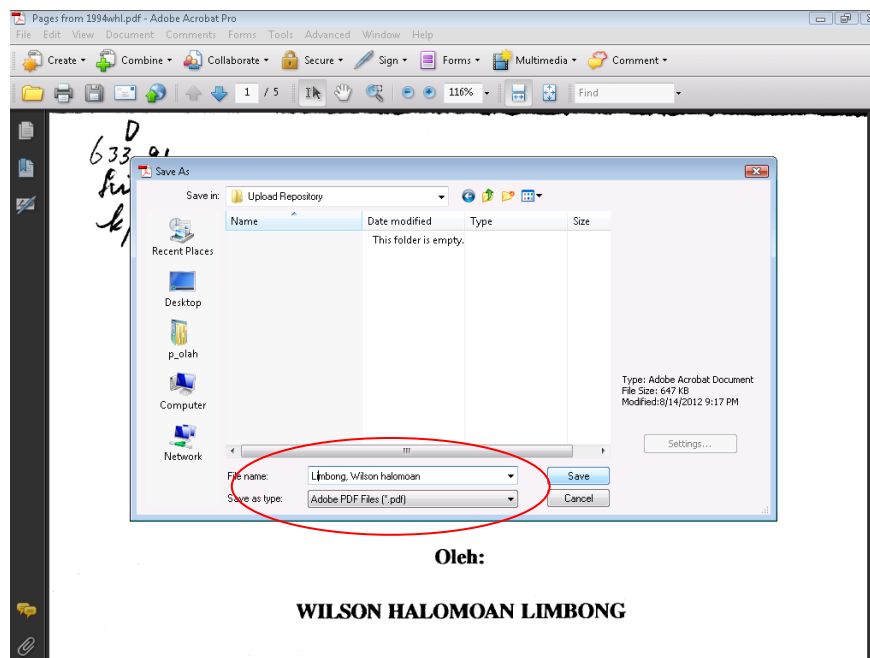 Pages from 1994whl.pdf - Adobe Acrobat Pro
File Edit View Document Comments Forms Tools Advanced Window Help
Create Combine Collaborate Secure Sign Forms Multimedia Comment
1 / 5 116% Find
D
633.91
Save As
Save in: Upload Repository
Name Date modified Type Size
This folder is empty.
Recent Places
Desktop
p_olah
Computer
Network
Type: Adobe Acrobat Document
File Size: 647 KB
Modified:8/14/2012 9:17 PM
Settings...
File name: Limbong, Wilson halomoan Save
Save as type: Adobe PDF Files (*.pdf) Cancel
Oleh:
WILSON HALOMOAN LIMBONG